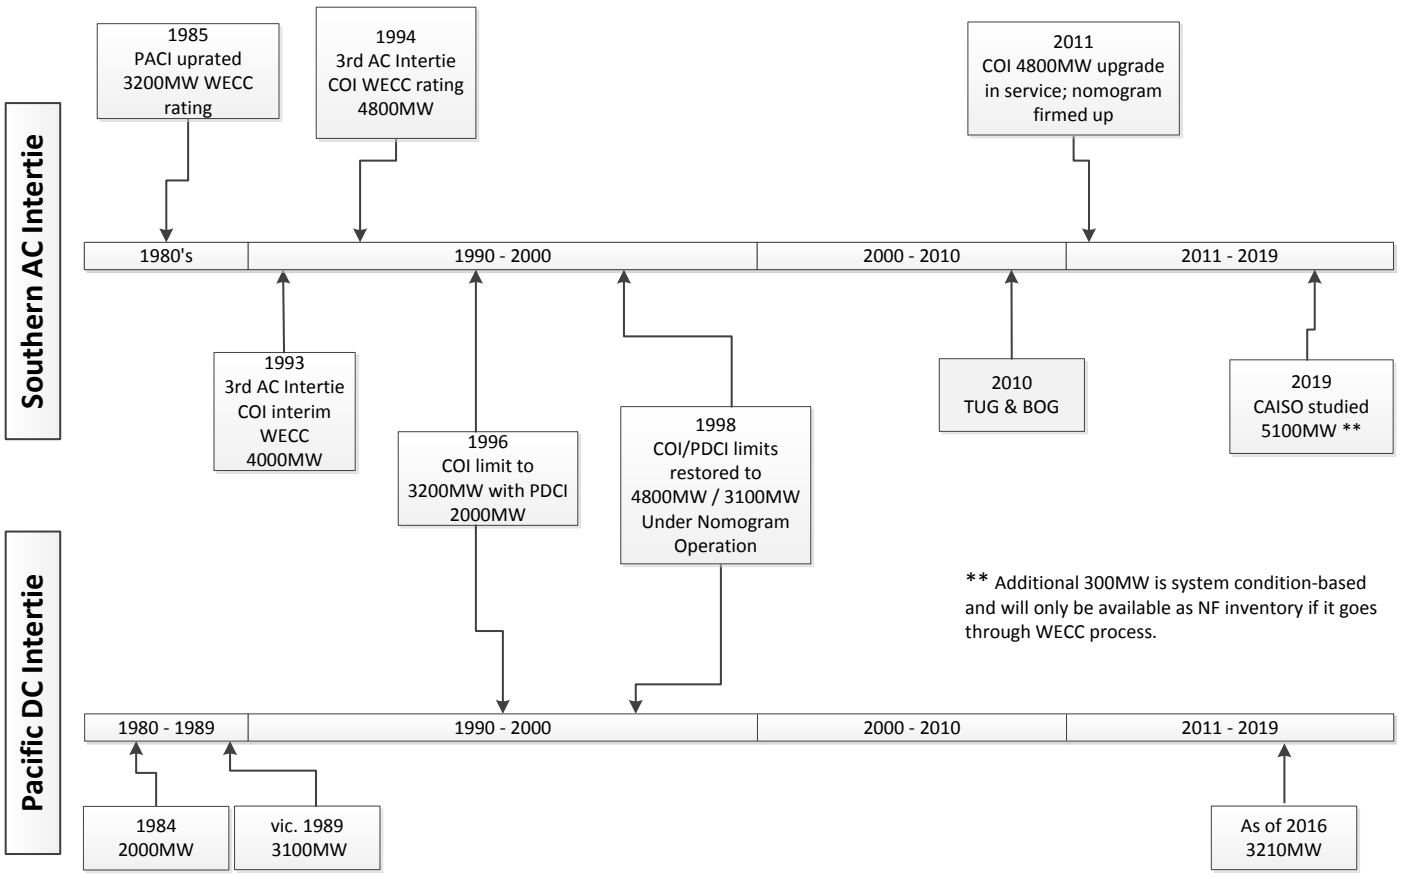 Southern AC Intertie
1985
PACI uprated
3200MW WECC
rating
1994
3rd AC Intertie
COI WECC rating
4800MW
2011
COI 4800MW upgrade
in service; nomogram
firmed up
1980's
1990 - 2000
2000 - 2010
2011 - 2019
1993
3rd AC Intertie
COI interim
WECC
4000MW
1996
COI limit to
3200MW with PDCI
2000MW
1998
COI/PDCI limits
restored to
4800MW / 3100MW
Under Nomogram
Operation
2010
TUG & BOG
2019
CAISO studied
5100MW **
** Additional 300MW is system condition-based
and will only be available as NF inventory if it goes
through WECC process.
Pacific DC Intertie
1980 - 1989
1990 - 2000
2000 - 2010
2011 - 2019
1984
2000MW
vic. 1989
3100MW
As of 2016
3210MW